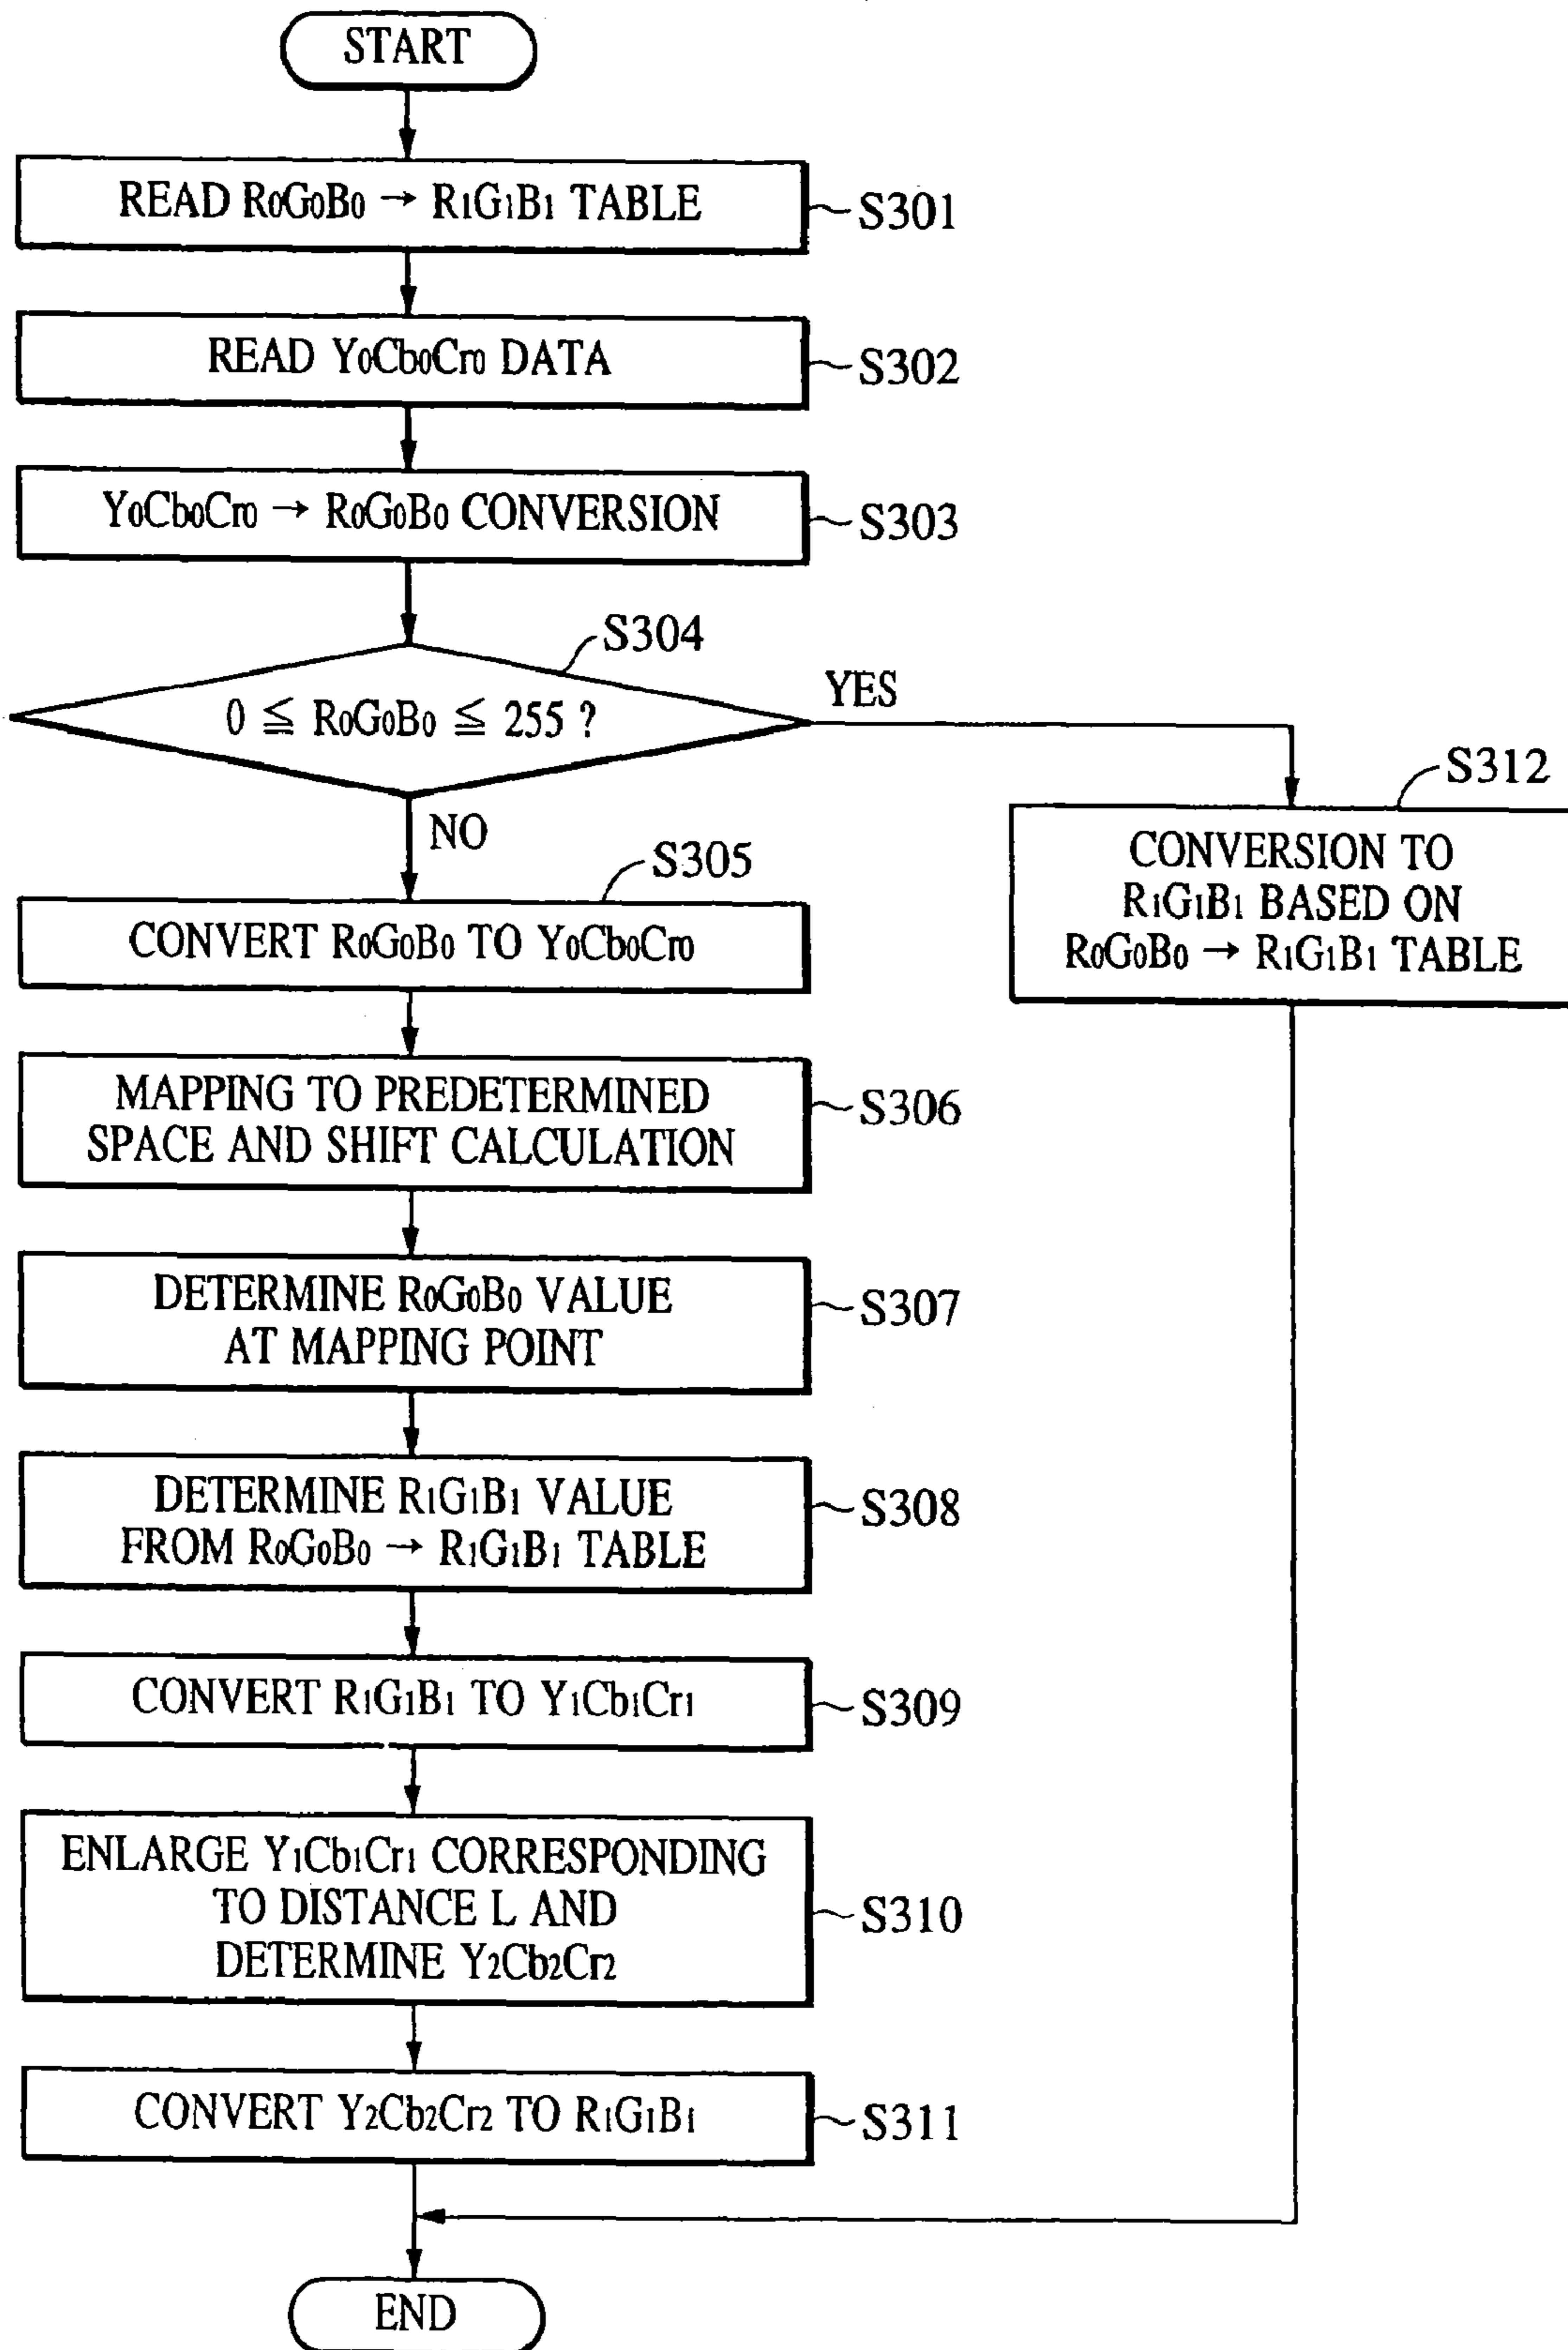 START
READ R₀G₀B₀ → R₁G₁B₁ TABLE
S301
READ Y₀Cb₀Cr₀ DATA
S302
Y₀Cb₀Cr₀ → R₀G₀B₀ CONVERSION
S303
S304
0 ≦ R₀G₀B₀ ≦ 255 ?
YES
NO
S312
CONVERSION TO
R₁G₁B₁ BASED ON
R₀G₀B₀ → R₁G₁B₁ TABLE
S305
CONVERT R₀G₀B₀ TO Y₀Cb₀Cr₀
MAPPING TO PREDETERMINED
SPACE AND SHIFT CALCULATION
S306
DETERMINE R₀G₀B₀ VALUE
AT MAPPING POINT
S307
DETERMINE R₁G₁B₁ VALUE
FROM R₀G₀B₀ → R₁G₁B₁ TABLE
S308
CONVERT R₁G₁B₁ TO Y₁Cb₁Cr₁
S309
ENLARGE Y₁Cb₁Cr₁ CORRESPONDING
TO DISTANCE L AND
DETERMINE Y₂Cb₂Cr₂
S310
CONVERT Y₂Cb₂Cr₂ TO R₁G₁B₁
S311
END